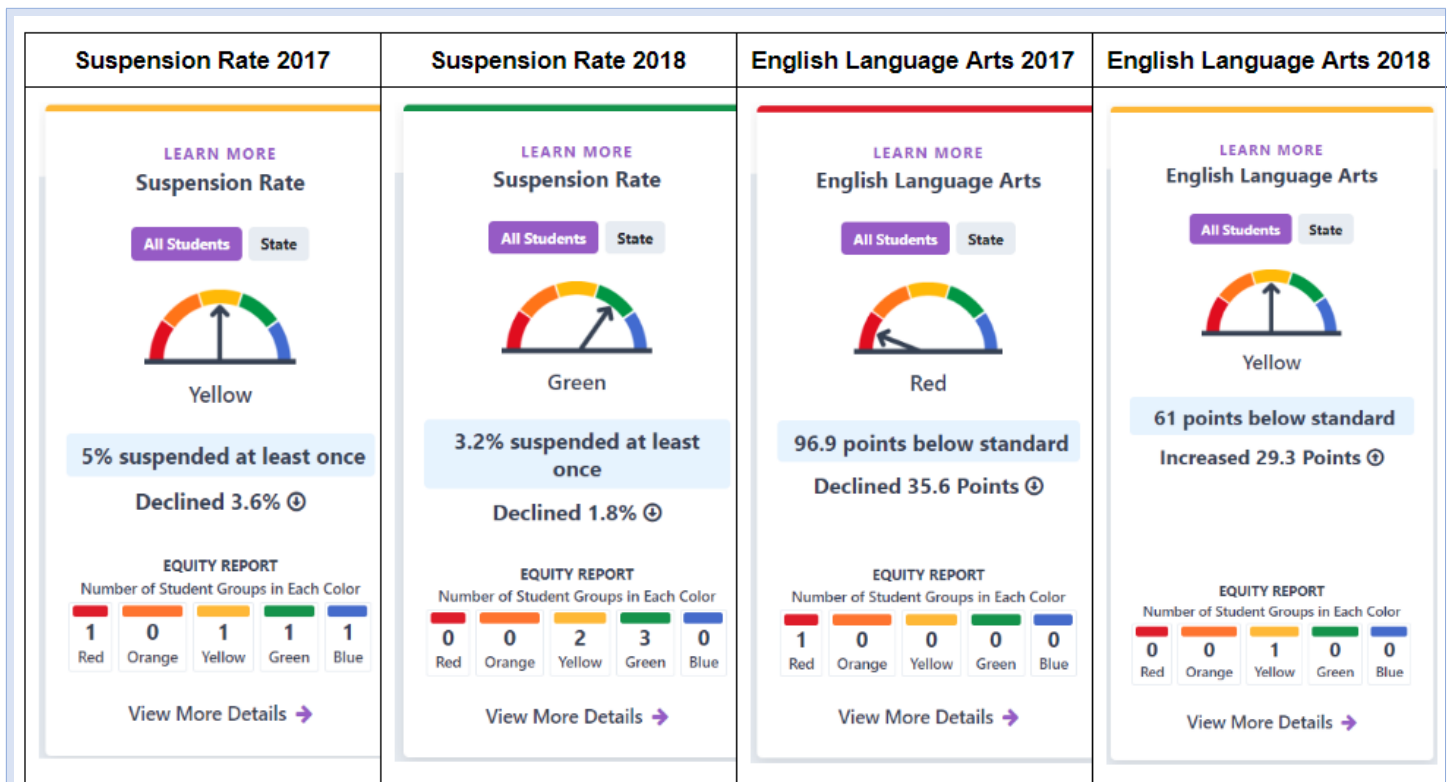 Suspension Rate 2017
Suspension Rate 2018
English Language Arts 2017
English Language Arts 2018
LEARN MORE
Suspension Rate
All Students
State
Yellow
5% suspended at least once
Declined 3.6%
EQUITY REPORT
Number of Student Groups in Each Color
1 0 1 1 1
Red Orange Yellow Green Blue
View More Details
LEARN MORE
Suspension Rate
All Students
State
Green
3.2% suspended at least
once
Declined 1.8%
EQUITY REPORT
Number of Student Groups in Each Color
0 0 2 3 0
Red Orange Yellow Green Blue
View More Details
LEARN MORE
English Language Arts
All Students
State
Red
96.9 points below standard
Declined 35.6 Points
EQUITY REPORT
Number of Student Groups in Each Color
1 0 0 0 0
Red Orange Yellow Green Blue
View More Details
LEARN MORE
English Language Arts
All Students
State
Yellow
61 points below standard
Increased 29.3 Points
EQUITY REPORT
Number of Student Groups in Each Color
0 0 1 0 0
Red Orange Yellow Green Blue
View More Details